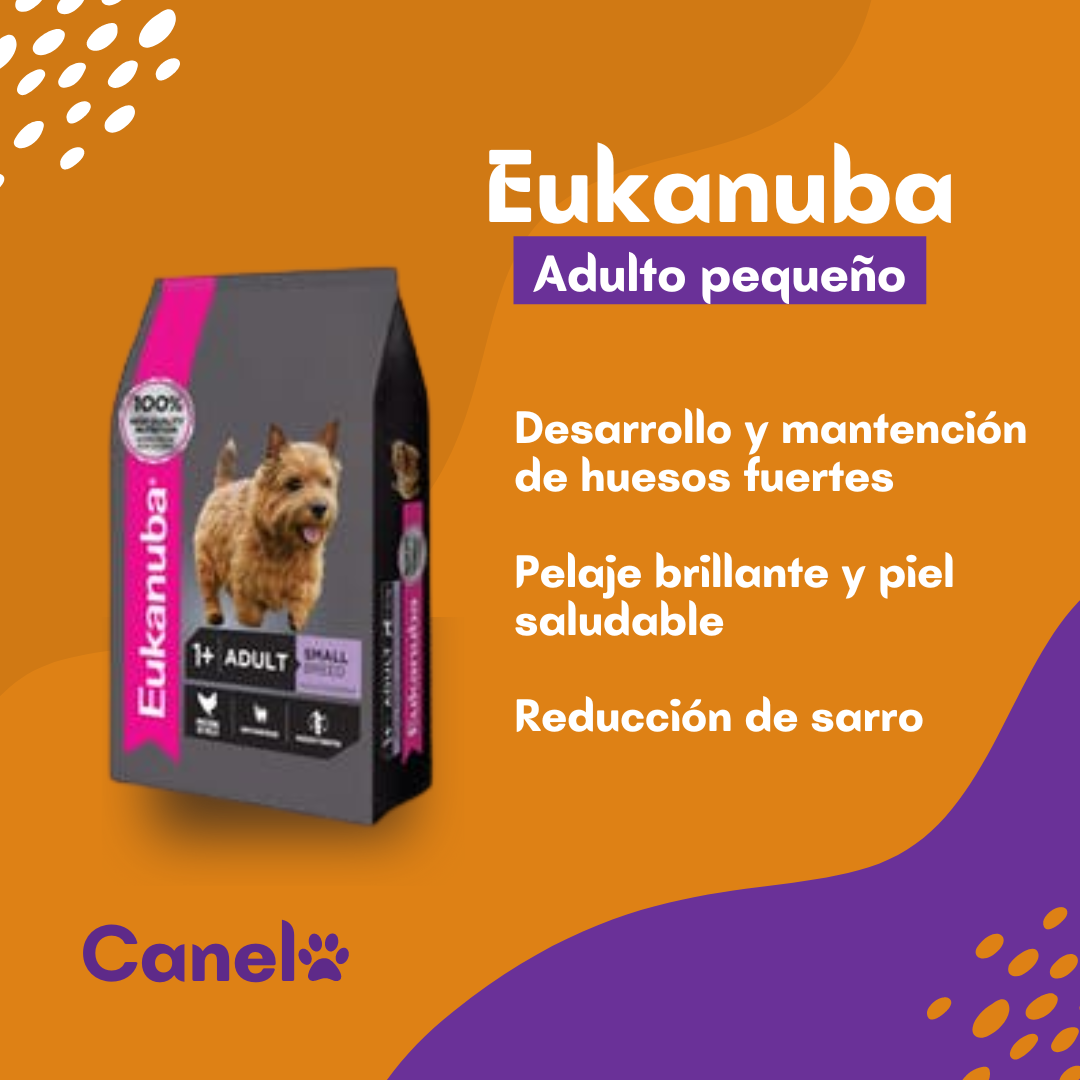 Eukanuba
Adulto pequeño
Desarrollo y mantención
de huesos fuertes
Pelaje brillante y piel
saludable
Reducción de sarro
100%
Eukanuba
1+ ADULT
SMALL
BREED
Eukanuba
Canel